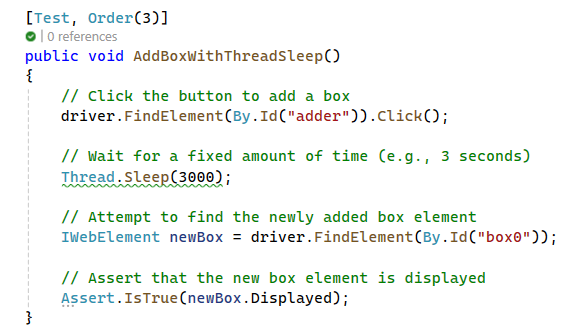 [Test, Order(3)]
| 0 references
public void AddBoxWithThreadSleep()
{
    // Click the button to add a box
    driver.FindElement(By.Id("adder")).Click();
    // Wait for a fixed amount of time (e.g., 3 seconds)
    Thread.Sleep(3000);
    // Attempt to find the newly added box element
    IWebElement newBox = driver.FindElement(By.Id("box0"));
    // Assert that the new box element is displayed
    Assert.IsTrue(newBox.Displayed);
}